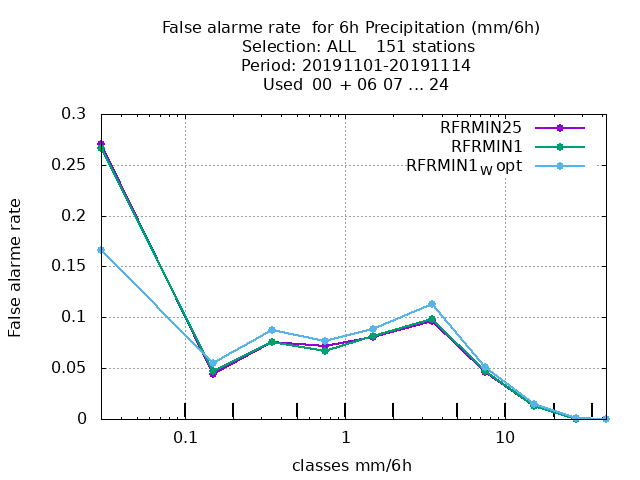 False alarme rate  for 6h Precipitation (mm/6h)
Selection: ALL    151 stations
Period: 20191101-20191114
Used  00  + 06 07 ... 24
RFRMIN25
RFRMIN1
RFRMIN1W opt
False alarme rate
0.3
0.25
0.2
0.15
0.1
0.05
0
0.1 1 10
classes mm/6h